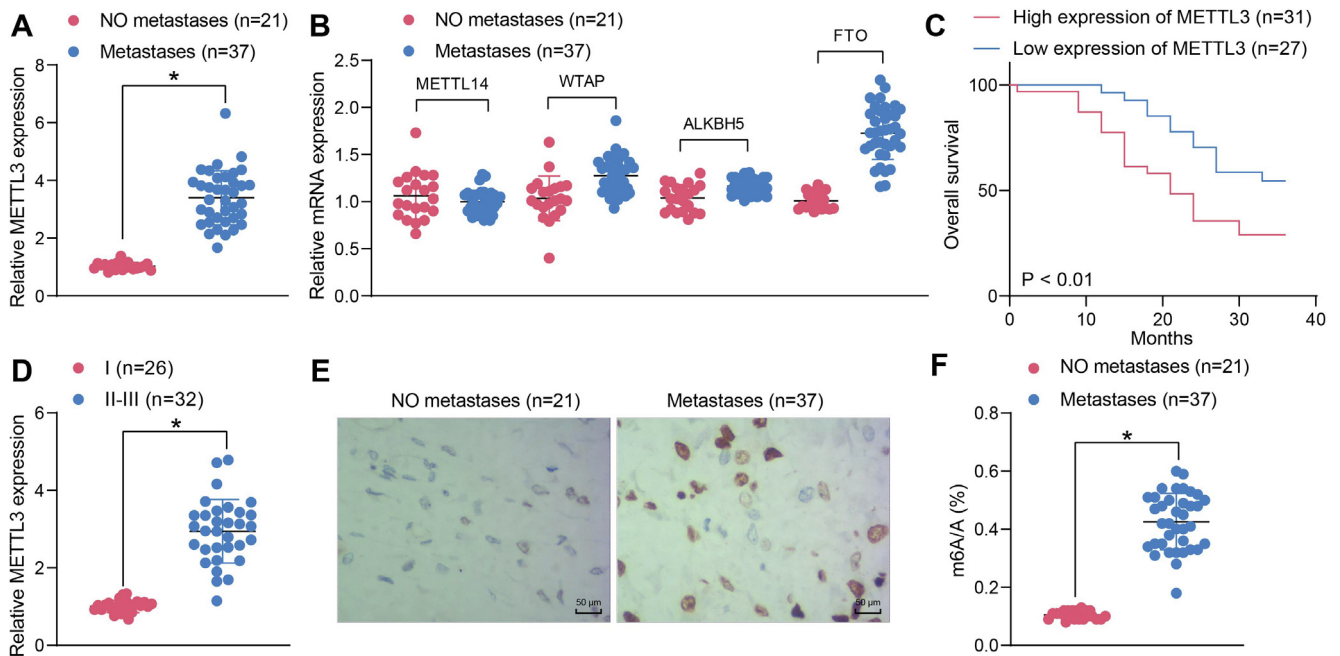 A
NO metastases (n=21)
Metastases (n=37)
Relative METTL3 expression
8
6
4
2
0
*
B
NO metastases (n=21)
Metastases (n=37)
Relative mRNA expression
2.5
2.0
1.5
1.0
0.5
0.0
METTL14
WTAP
ALKBH5
FTO
C
High expression of METTL3 (n=31)
Low expression of METTL3 (n=27)
Overall survival
100
50
0
P < 0.01
0
10
20
30
40
Months
D
I (n=26)
II-III (n=32)
Relative METTL3 expression
6
4
2
0
*
E
NO metastases (n=21)
Metastases (n=37)
50 µm
50 µm
F
NO metastases (n=21)
Metastases (n=37)
m6A/A (%)
0.8
0.6
0.4
0.2
0.0
*